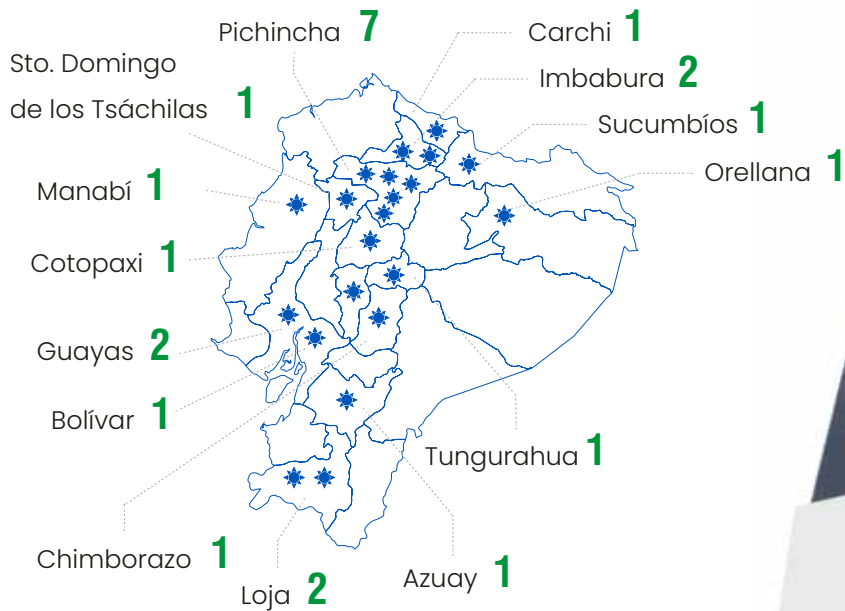 Pichincha 7
Carchi 1
Sto. Domingo
de los Tsáchilas 1
Imbabura 2
Sucumbíos 1
Orellana 1
Manabí 1
Cotopaxi 1
Guayas 2
Bolívar 1
Tungurahua 1
Chimborazo 1
Loja 2
Azuay 1